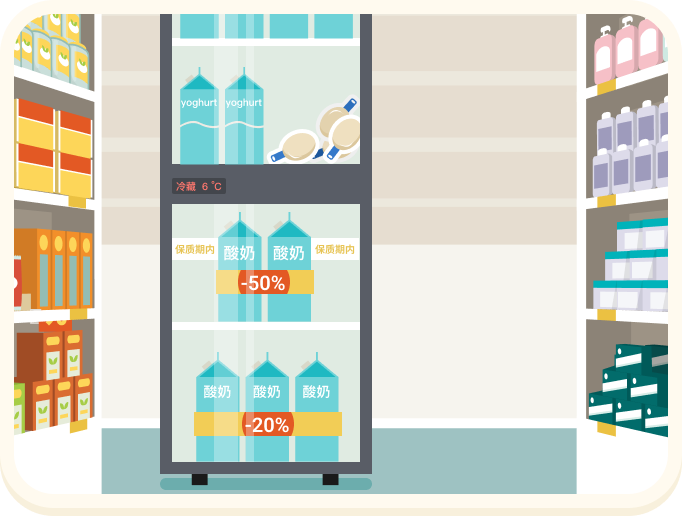 yoghurt yoghurt
冷藏 6℃
保质期内 酸奶 酸奶 保质期内
-50%
酸奶 酸奶 酸奶
-20%